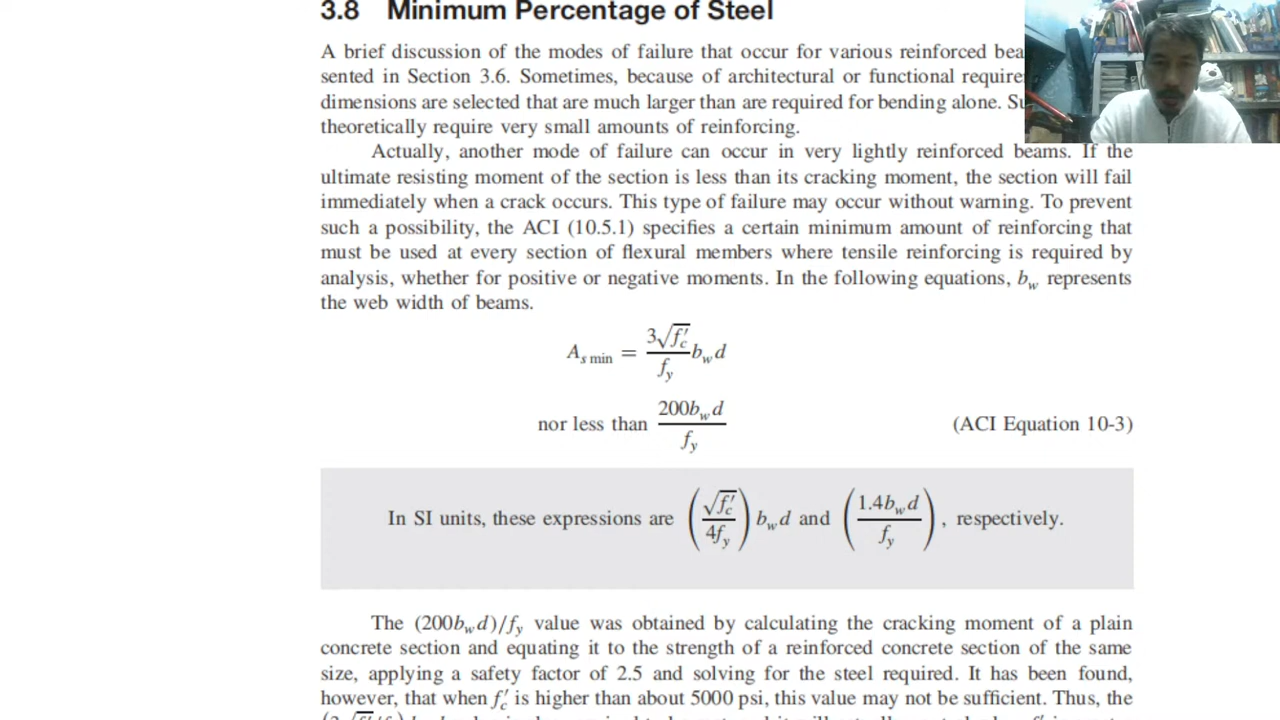 3.8 Minimum Percentage of Steel
A brief discussion of the modes of failure that occur for various reinforced
sented in Section 3.6. Sometimes, because of architectural or functional
dimensions are selected that are much larger than are required for bending alone.
theoretically require very small amounts of reinforcing.
Actually, another mode of failure can occur in very lightly reinforced beams. If the
ultimate resisting moment of the section is less than its cracking moment, the section will fail
immediately when a crack occurs. This type of failure may occur without warning. To prevent
such a possibility, the ACI (10.5.1) specifies a certain minimum amount of reinforcing that
must be used at every section of flexural members where tensile reinforcing is required by
analysis, whether for positive or negative moments. In the following equations, b_w represents
the web width of beams.
A_s min = 3√f'_c / f_y b_w d
nor less than 200b_w d / f_y (ACI Equation 10-3)
In SI units, these expressions are (√f'_c / 4f_y) b_w d and (1.4b_w d / f_y), respectively.
The (200b_w d)/f_y value was obtained by calculating the cracking moment of a plain
concrete section and equating it to the strength of a reinforced concrete section of the same
size, applying a safety factor of 2.5 and solving for the steel required. It has been found,
however, that when f'_c is higher than about 5000 psi, this value may not be sufficient. Thus, the